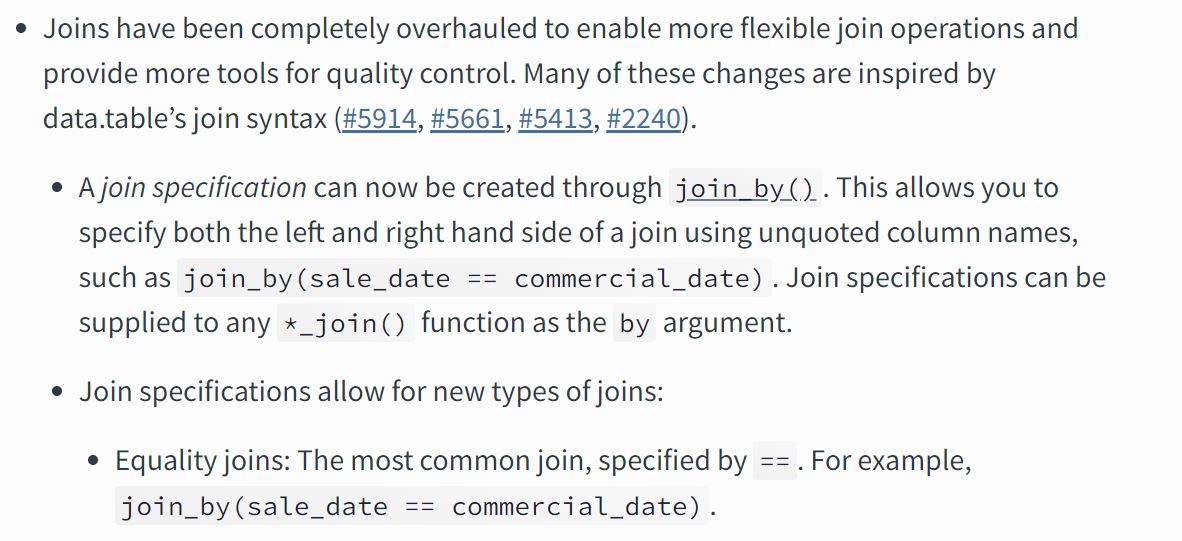 • Joins have been completely overhauled to enable more flexible join operations and
provide more tools for quality control. Many of these changes are inspired by
data.table’s join syntax (#5914, #5661, #5413, #2240).
• A join specification can now be created through join_by(). This allows you to
specify both the left and right hand side of a join using unquoted column names,
such as join_by(sale_date == commercial_date). Join specifications can be
supplied to any *_join() function as the by argument.
• Join specifications allow for new types of joins:
• Equality joins: The most common join, specified by ==. For example,
join_by(sale_date == commercial_date).